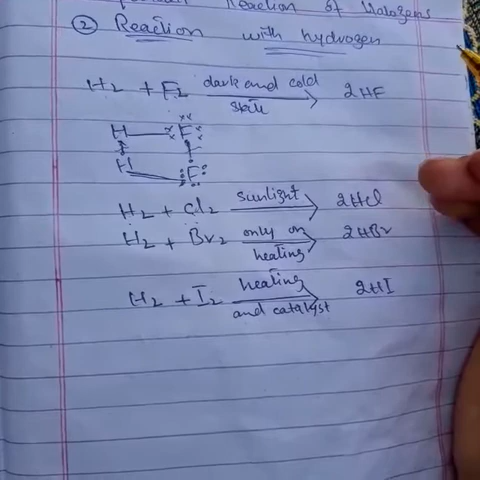 Reaction of Halogens
② Reaction with hydrogen
H2 + F2 dark and cold state → 2HF
H F
H F
H2 + Cl2 sunlight → 2HCl
H2 + Br2 only on heating → 2HBr
H2 + I2 heating and catalyst → 2HI